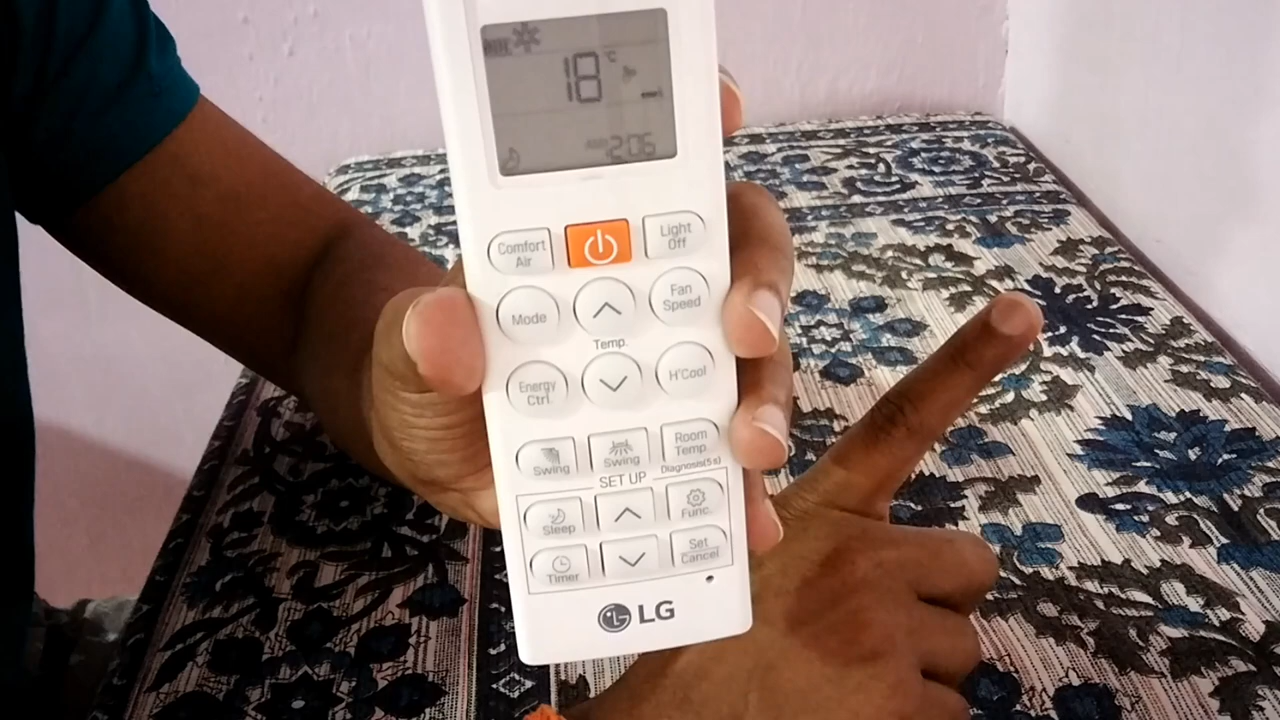 18 °C
2:06
Comfort Air
Light Off
Mode
Fan Speed
Temp.
Energy Ctrl
H'Cool
Swing
Swing
Room Temp.
Diagnosis(5s)
SET UP
Sleep
Func.
Timer
Set Cancel
LG